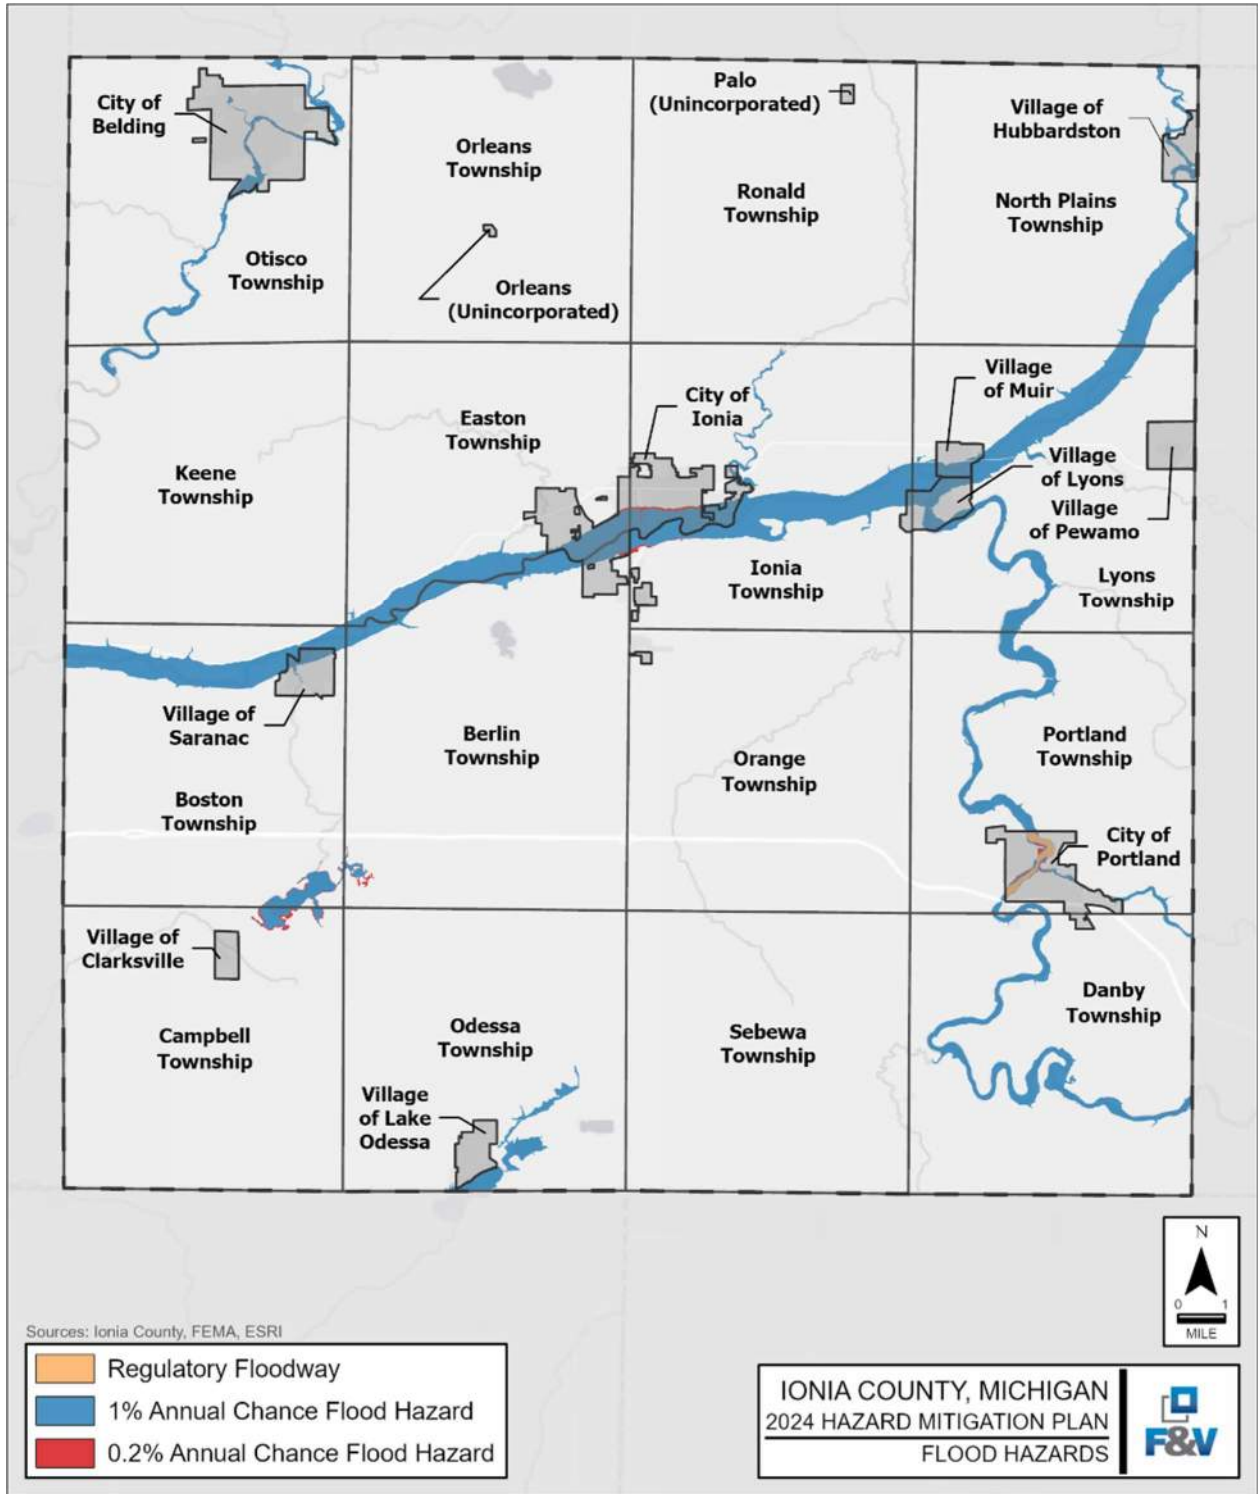 City of
Belding
Palo
(Unincorporated)
Village of
Hubbardston
Orleans
Township
Ronald
Township
North Plains
Township
Otisco
Township
Orleans
(Unincorporated)
Village
of Muir
City of
Ionia
Easton
Township
Keene
Township
Village
of Lyons
Village
of Pewamo
Ionia
Township
Lyons
Township
Village of
Saranac
Berlin
Township
Portland
Township
Orange
Township
Boston
Township
City of
Portland
Village of
Clarksville
Danby
Township
Campbell
Township
Odessa
Township
Sebewa
Township
Village
of Lake
Odessa
N
0 1
MILE
Sources: Ionia County, FEMA, ESRI
Regulatory Floodway
1% Annual Chance Flood Hazard
0.2% Annual Chance Flood Hazard
IONIA COUNTY, MICHIGAN
2024 HAZARD MITIGATION PLAN
FLOOD HAZARDS
F&V